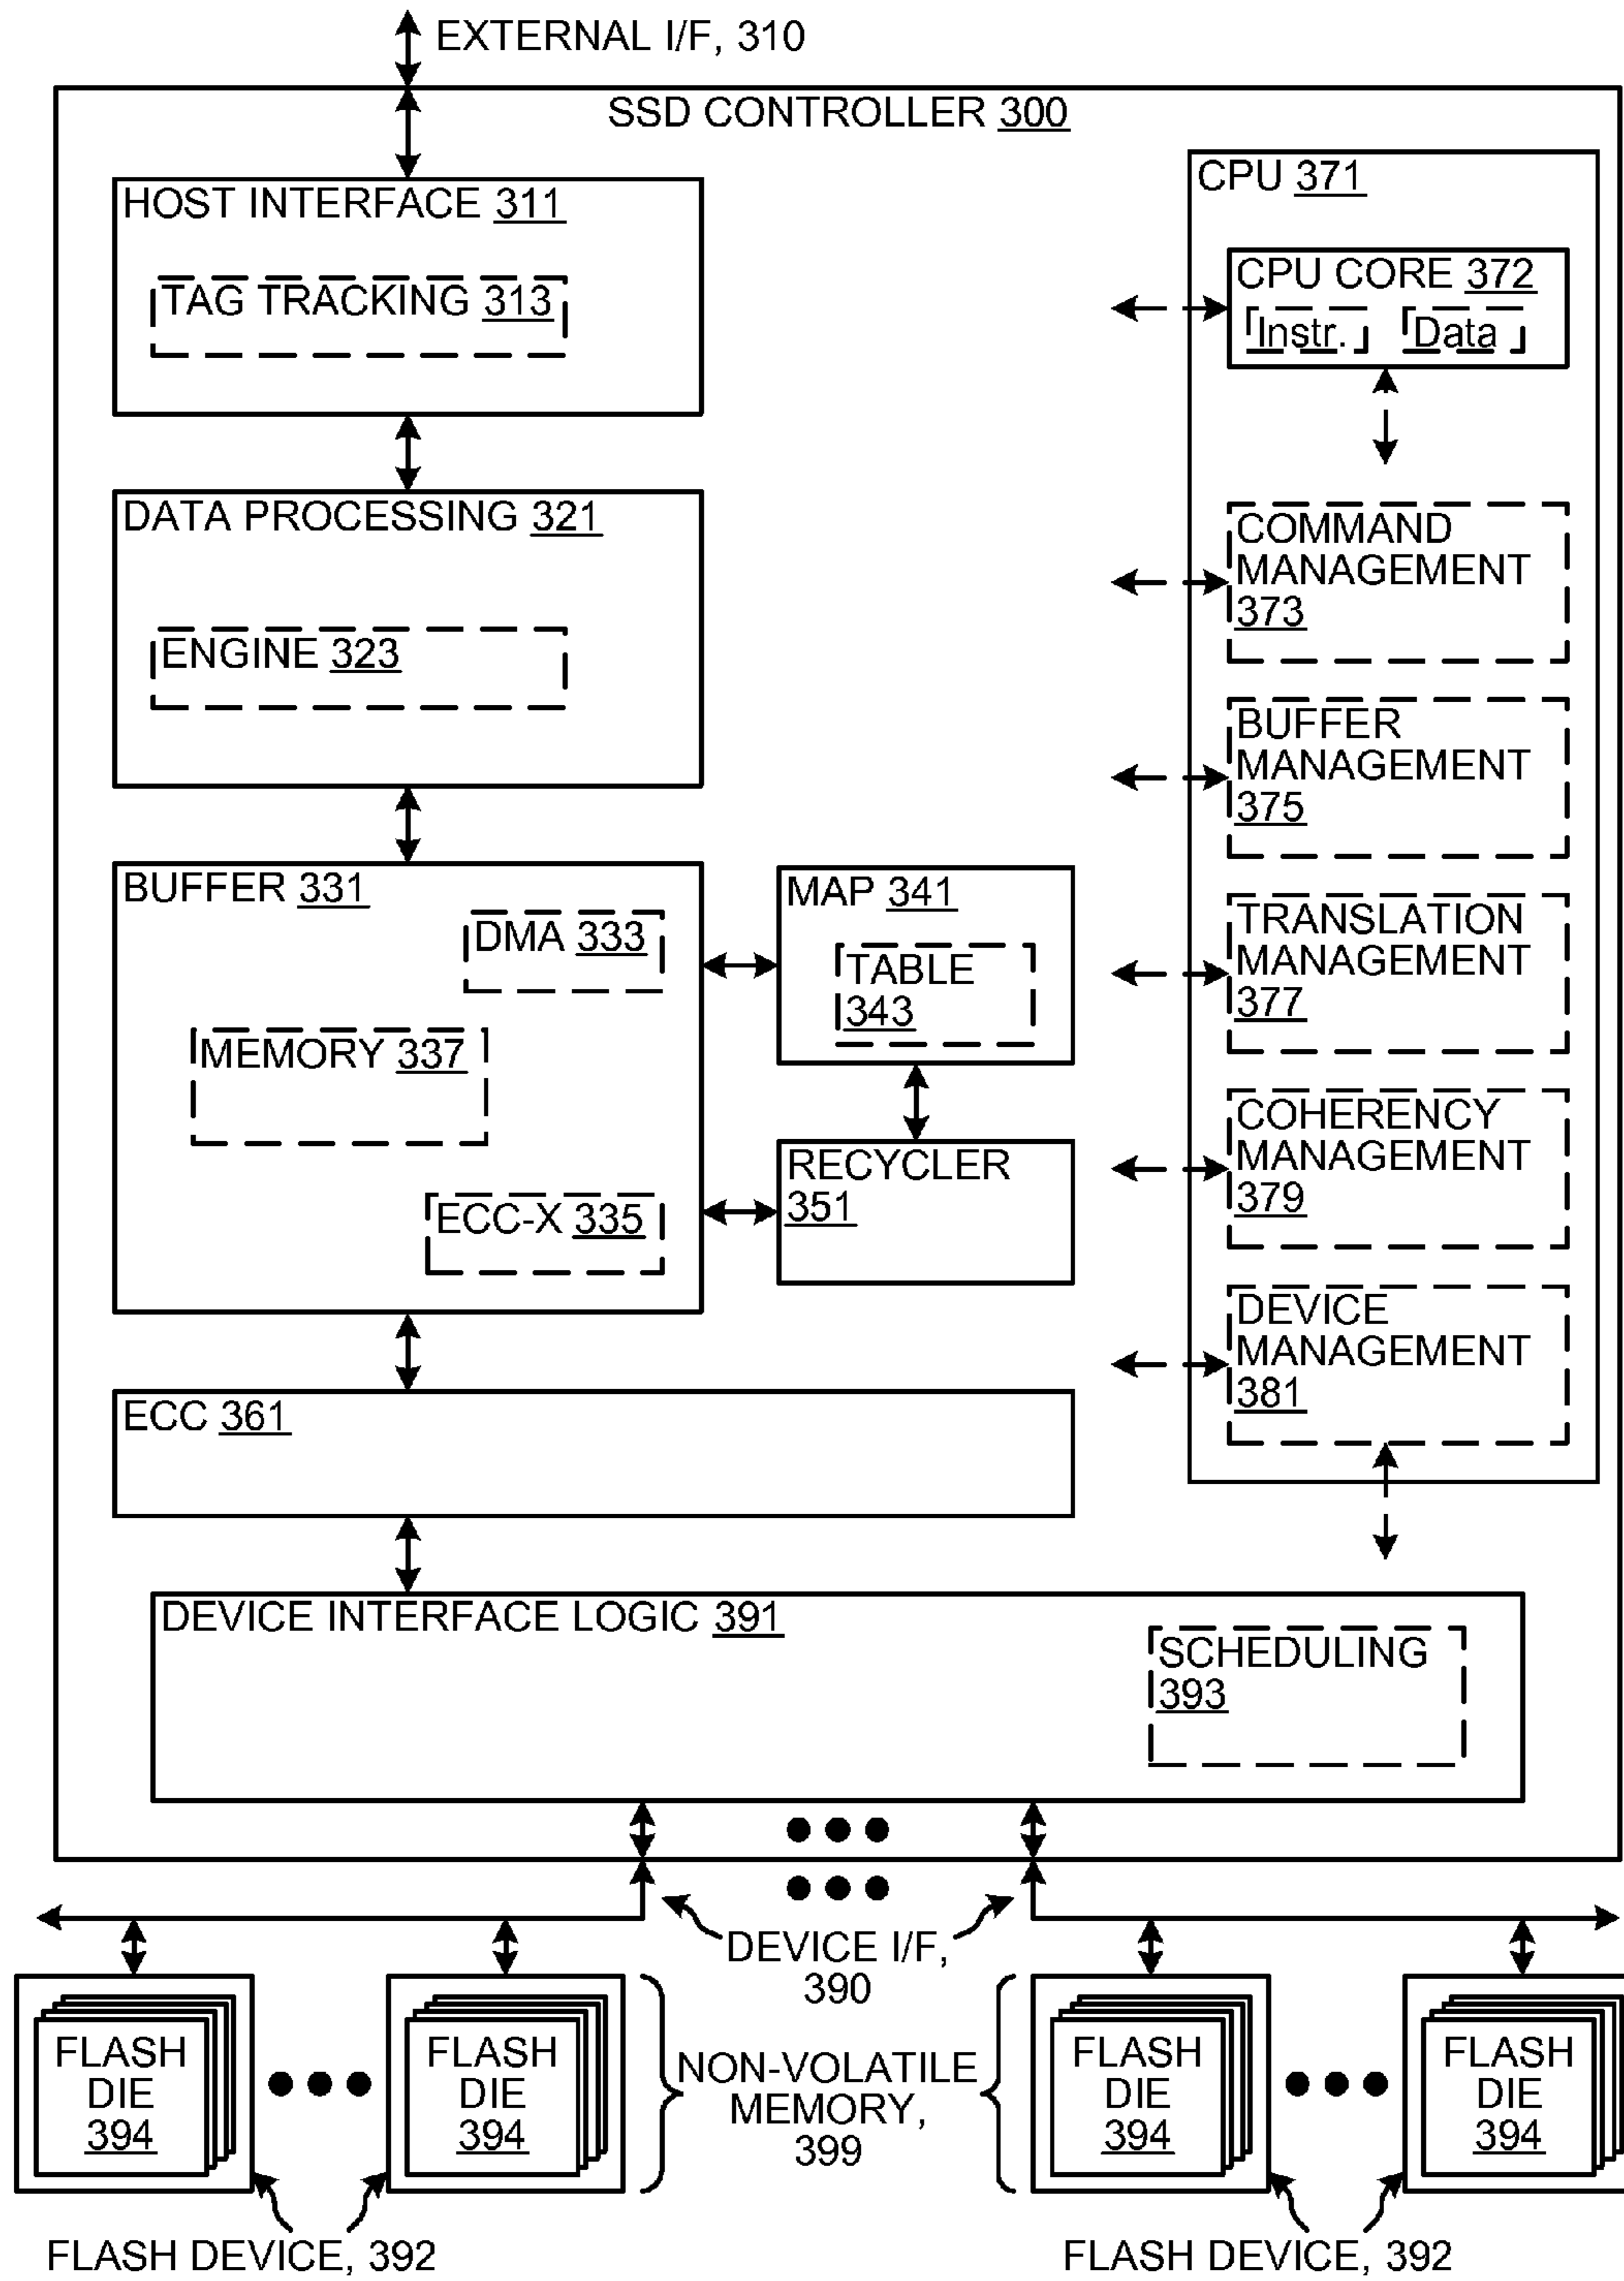 EXTERNAL I/F, 310
SSD CONTROLLER 300
HOST INTERFACE 311
TAG TRACKING 313
DATA PROCESSING 321
ENGINE 323
BUFFER 331
DMA 333
MEMORY 337
ECC-X 335
MAP 341
TABLE
343
RECYCLER
351
ECC 361
CPU 371
CPU CORE 372
Instr.
Data
COMMAND
MANAGEMENT
373
BUFFER
MANAGEMENT
375
TRANSLATION
MANAGEMENT
377
COHERENCY
MANAGEMENT
379
DEVICE
MANAGEMENT
381
DEVICE INTERFACE LOGIC 391
SCHEDULING
393
DEVICE I/F,
390
FLASH
DIE
394
FLASH
DIE
394
NON-VOLATILE
MEMORY,
399
FLASH
DIE
394
FLASH
DIE
394
FLASH DEVICE, 392
FLASH DEVICE, 392